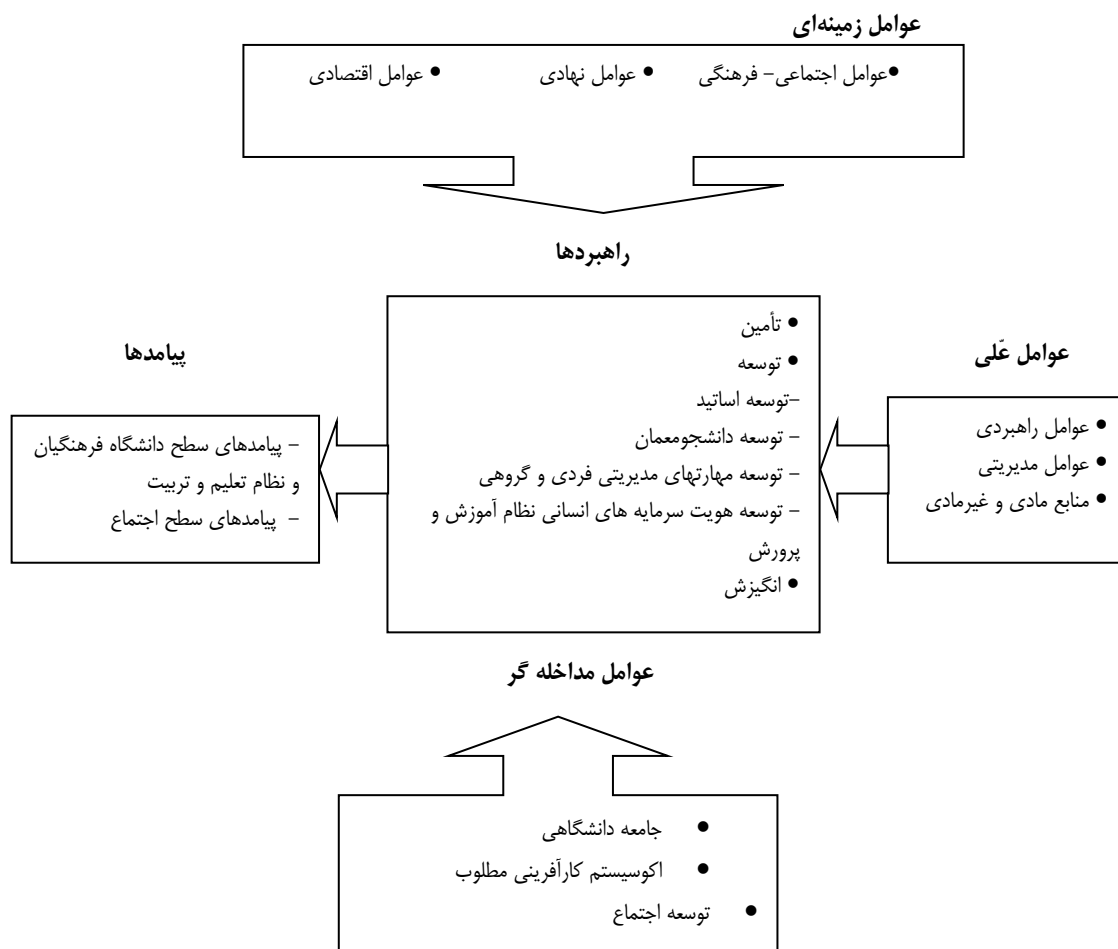 عوامل زمینه‌ای
●عوامل اجتماعی- فرهنگی ● عوامل نهادی ● عوامل اقتصادی
راهبردها
● تأمین
● توسعه
-توسعه اساتید
- توسعه دانشجومعمان
- توسعه مهارتهای مدیریتی فردی و گروهی
- توسعه هویت سرمایه های انسانی نظام آموزش و
پرورش
● انگیزش
عوامل عّلی
● عوامل راهبردی
● عوامل مدیریتی
● منابع مادی و غیرمادی
پیامدها
- پیامدهای سطح دانشگاه فرهنگیان
و نظام تعلیم و تربیت
- پیامدهای سطح اجتماع
عوامل مداخله گر
● جامعه دانشگاهی
● اکوسیستم کارآفرینی مطلوب
● توسعه اجتماع